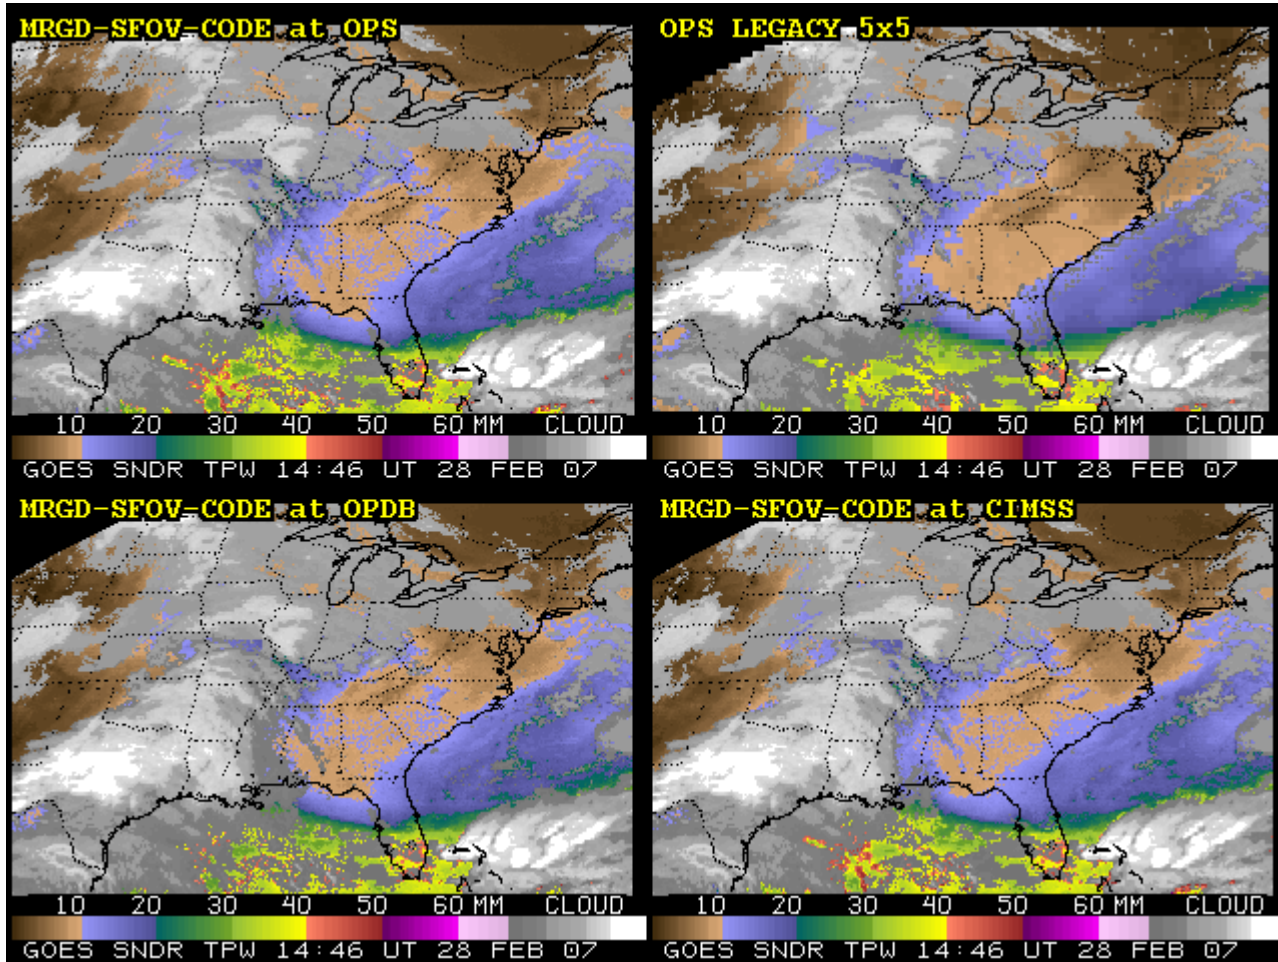 MRGD-SFOV-CODE at OPS
OPS LEGACY 5x5
10 20 30 40 50 60 MM CLOUD
10 20 30 40 50 60 MM CLOUD
GOES SNDR TPW 14:46 UT 28 FEB 07
GOES SNDR TPW 14:46 UT 28 FEB 07
MRGD-SFOV-CODE at OPDB
MRGD-SFOV-CODE at CIMSS
10 20 30 40 50 60 MM CLOUD
10 20 30 40 50 60 MM CLOUD
GOES SNDR TPW 14:46 UT 28 FEB 07
GOES SNDR TPW 14:46 UT 28 FEB 07